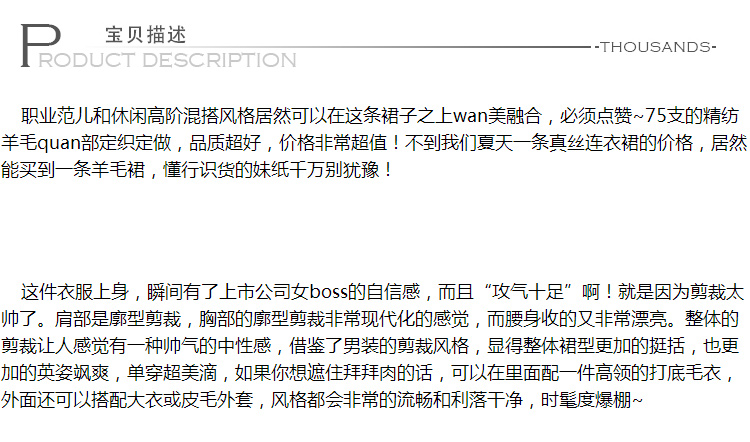 宝贝描述
PRODUCT DESCRIPTION
-THOUSANDS-
职业范儿和休闲高阶混搭风格居然可以在这条裙子之上wan美融合，必须点赞~75支的精纺
羊毛quan部定织定做，品质超好，价格非常超值！不到我们夏天一条真丝连衣裙的价格，居然
能买到一条羊毛裙，懂行识货的妹纸千万别犹豫！
这件衣服上身，瞬间有了上市公司女boss的自信感，而且“攻气十足”啊！就是因为剪裁太
帅了。肩部是廓型剪裁，胸部的廓型剪裁非常现代化的感觉，而腰身收的又非常漂亮。整体的
剪裁让人感觉有一种帅气的中性感，借鉴了男装的剪裁风格，显得整体裙型更加的挺括，也更
加的英姿飒爽，单穿超美滴，如果你想遮住拜拜肉的话，可以在里面配一件高领的打底毛衣，
外面还可以搭配大衣或皮毛外套，风格都会非常的流畅和利落干净，时髦度爆棚~